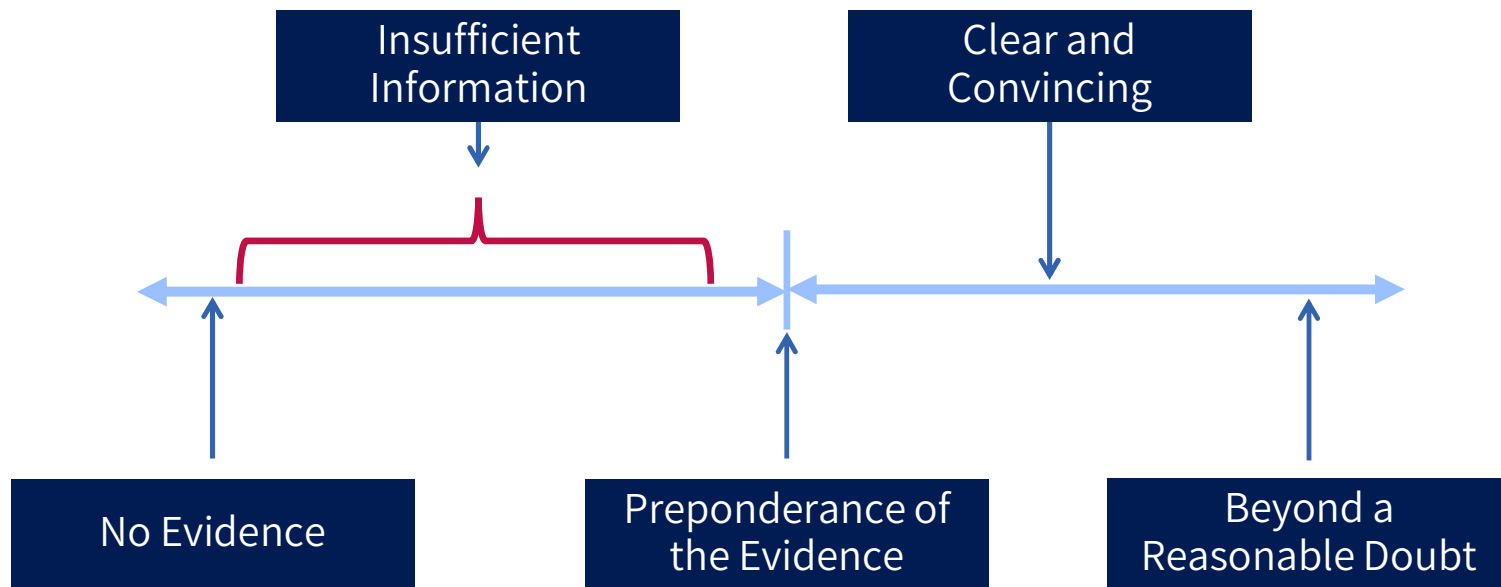 Insufficient
Information
Clear and
Convincing
No Evidence
Preponderance of
the Evidence
Beyond a
Reasonable Doubt